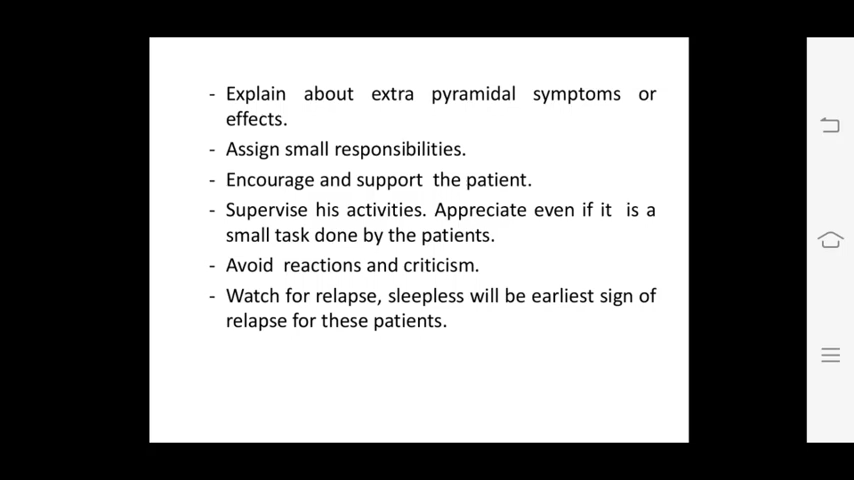 - Explain about extra pyramidal symptoms or
effects.
- Assign small responsibilities.
- Encourage and support the patient.
- Supervise his activities. Appreciate even if it is a
small task done by the patients.
- Avoid reactions and criticism.
- Watch for relapse, sleepless will be earliest sign of
relapse for these patients.